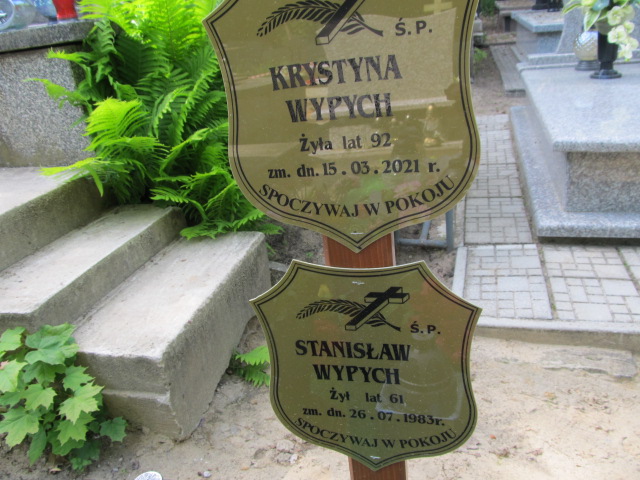 Ś.P.
KRYSTYNA
WYPYCH
Żyła lat 92
zm. dn. 15. 03. 2021 r.
SPOCZYWAJ W POKOJU
Ś.P.
STANISŁAW
WYPYCH
Żył lat 61
zm. dn. 26. 07. 1983r.
SPOCZYWAJ W POKOJU